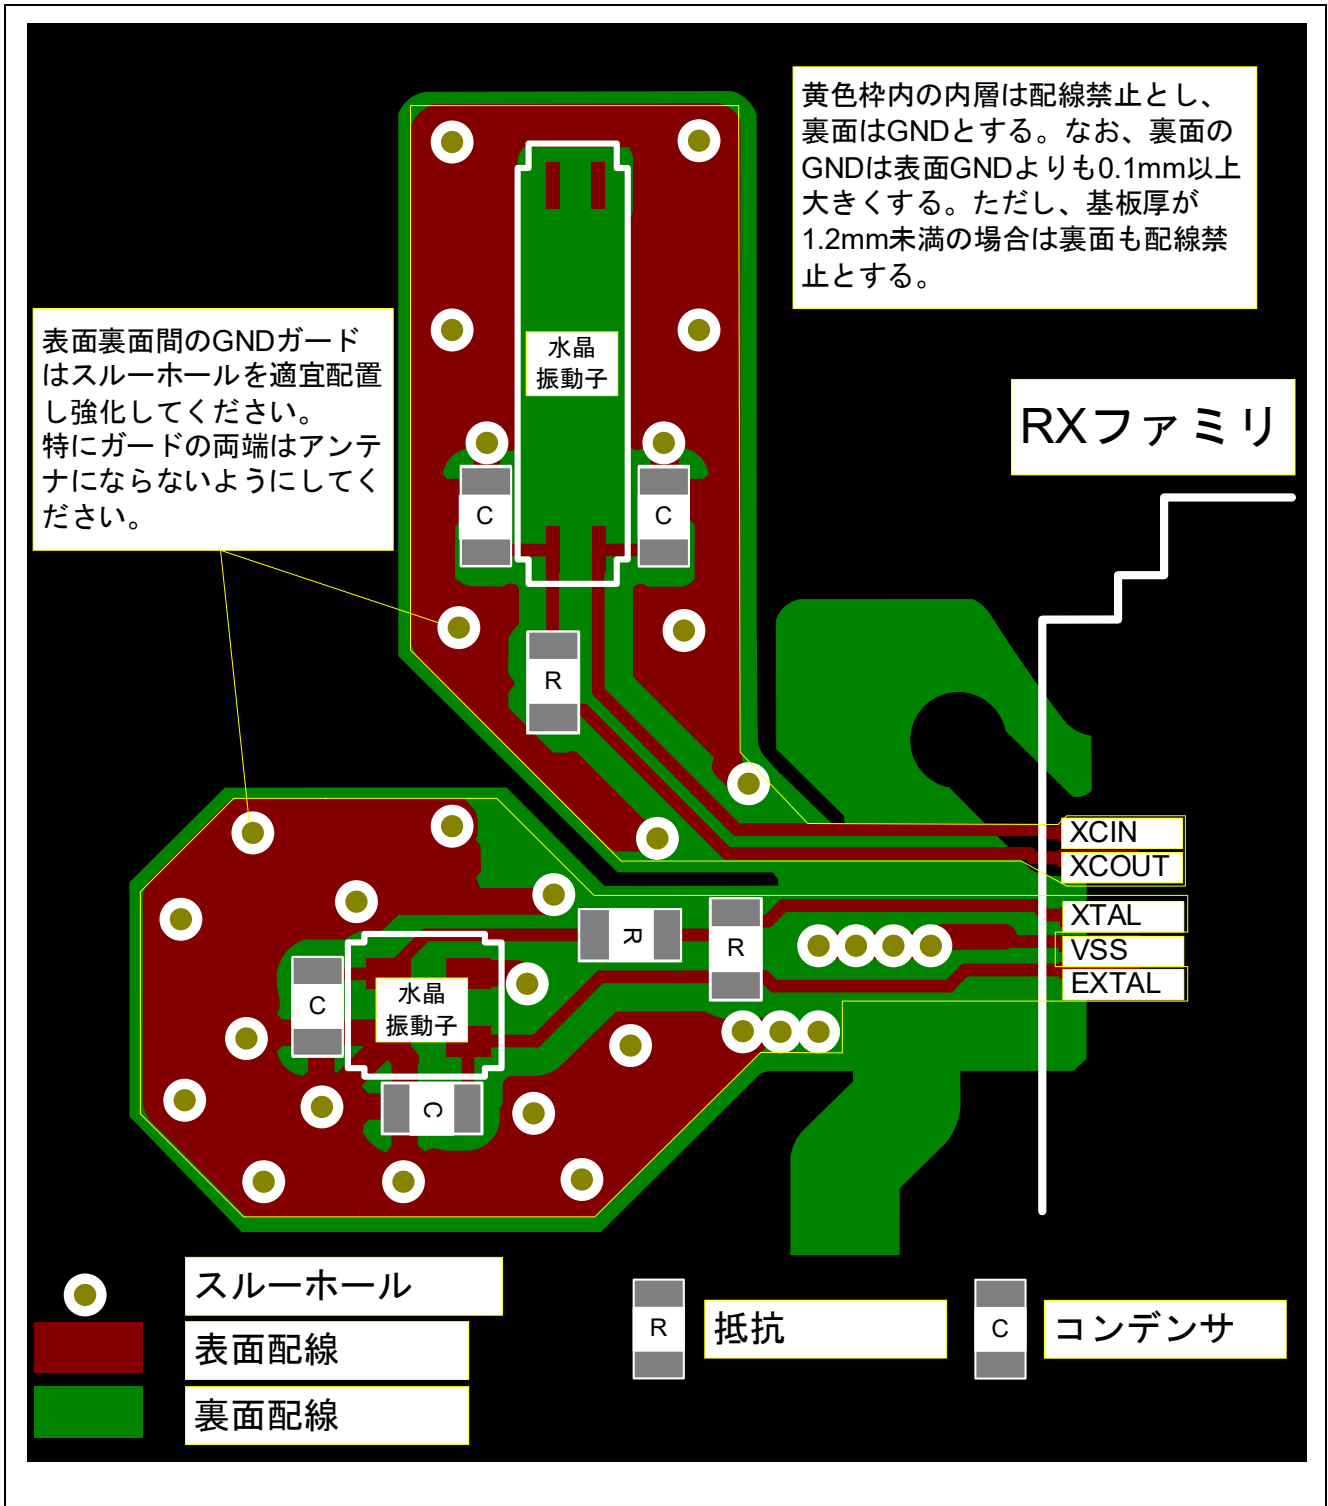 黄色枠内の内層は配線禁止とし、
裏面はGNDとする。なお、裏面の
GNDは表面GNDよりも0.1mm以上
大きくする。ただし、基板厚が
1.2mm未満の場合は裏面も配線禁
止とする。
表面裏面間のGNDガード
はスルーホールを適宜配置
し強化してください。
特にガードの両端はアンテ
ナにならないようにしてく
ださい。
水晶
振動子
RXファミリ
C
C
R
XCIN
XCOUT
XTAL
VSS
EXTAL
R
R
C
水晶
振動子
C
スルーホール
表面配線
裏面配線
R
抵抗
C
コンデンサ